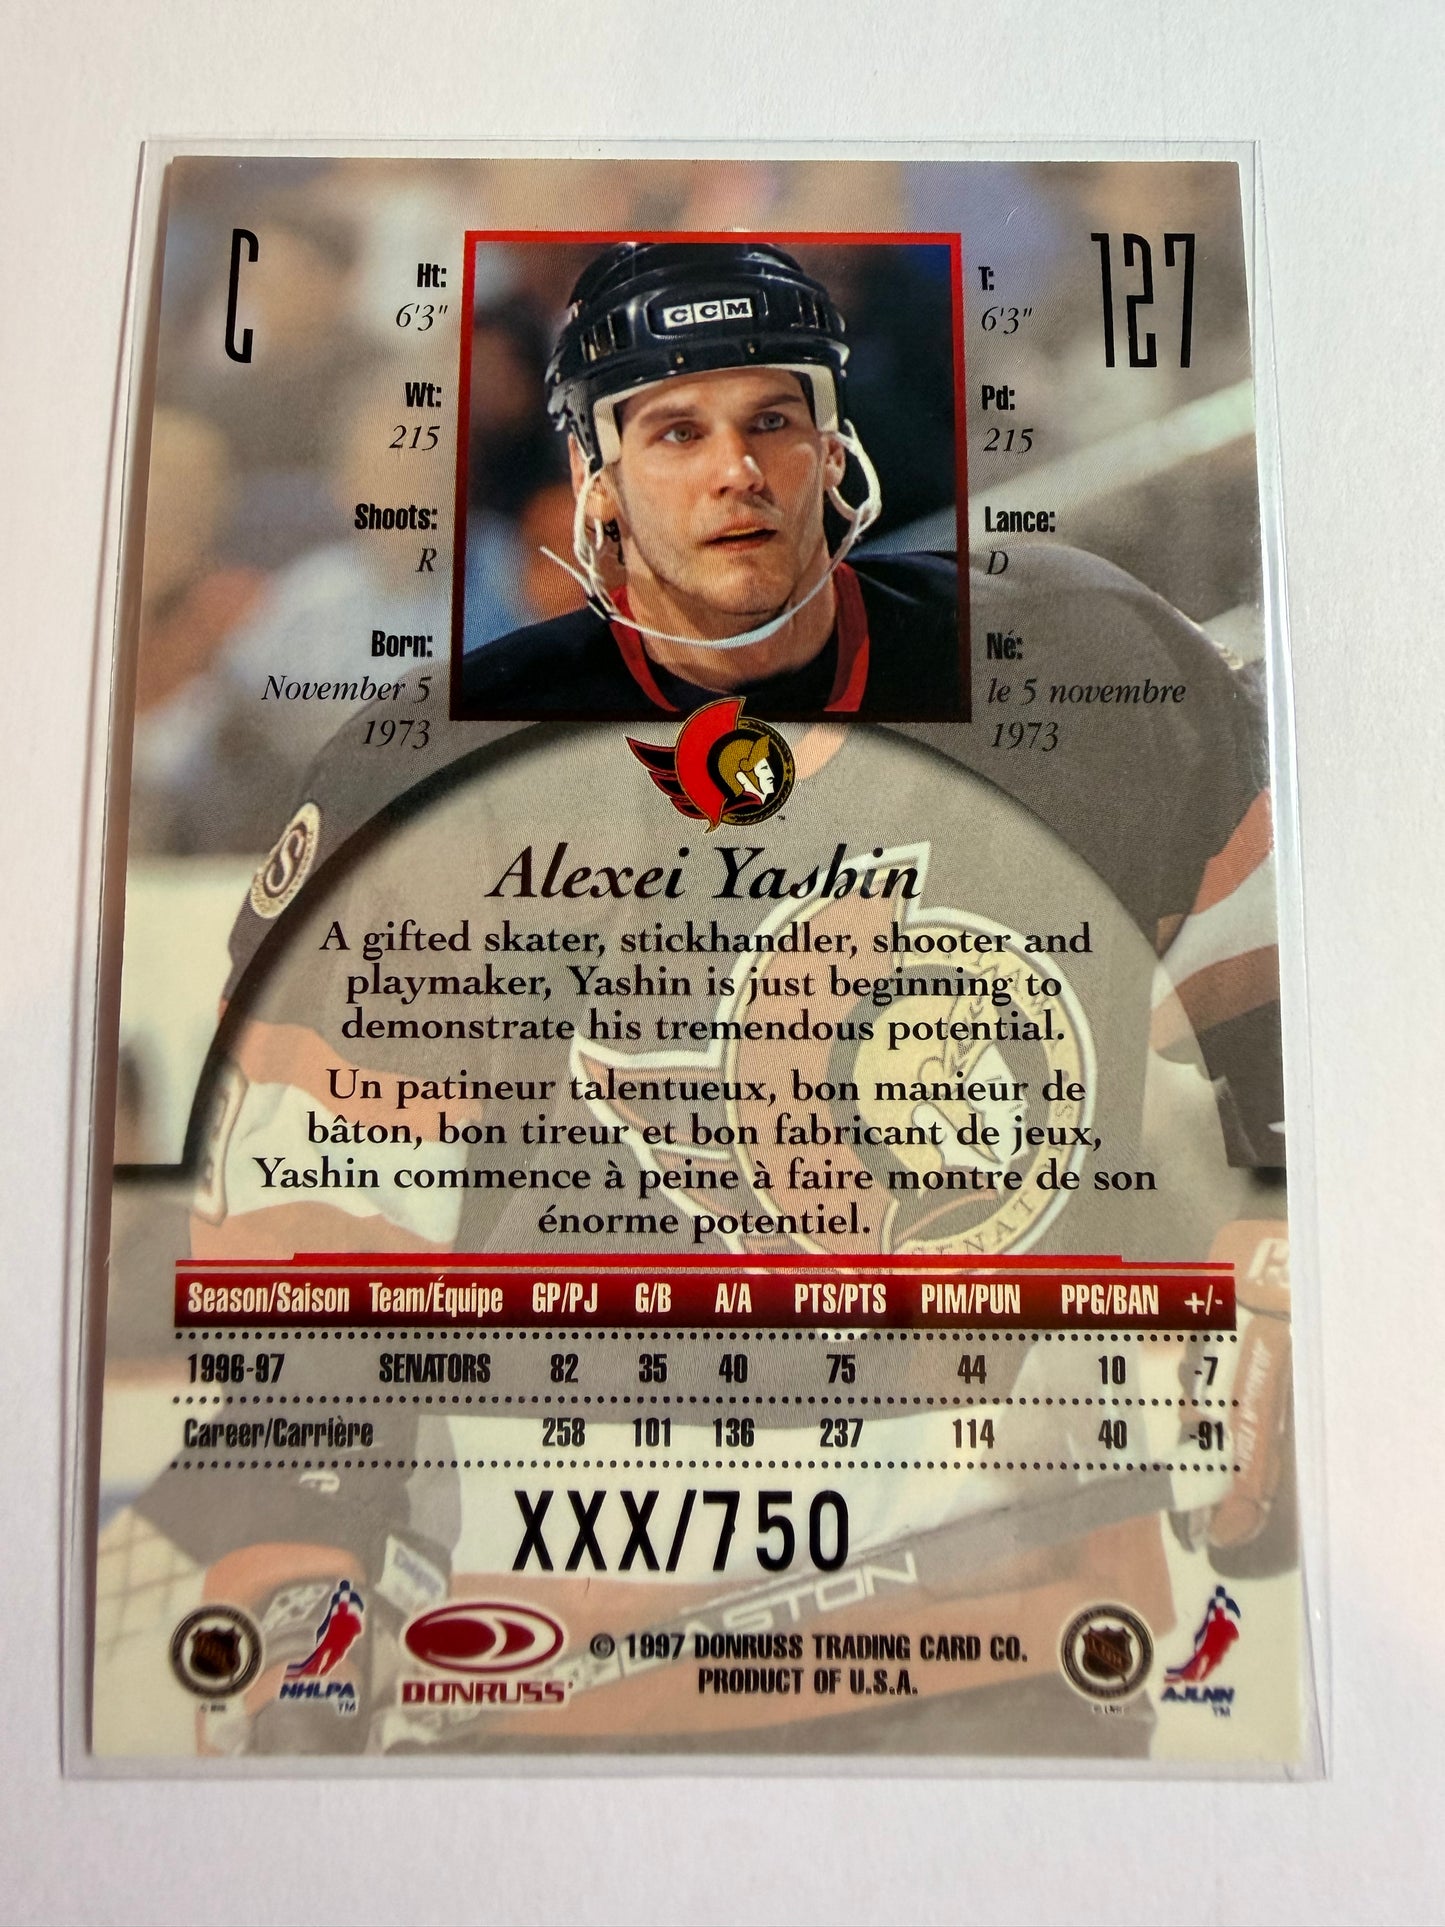 C
127
Ht:
6'3"
Wt:
215
Shoots:
R
Born:
November 5
1973
CCM
T:
6'3"
Pd:
215
Lance:
D
Né:
le 5 novembre
1973
Alexei Yashin
A gifted skater, stickhandler, shooter and
playmaker, Yashin is just beginning to
demonstrate his tremendous potential.
Un patineur talentueux, bon manieur de
bâton, bon tireur et bon fabricant de jeux,
Yashin commence à peine à faire montre de son
énorme potentiel.
Season/Saison Team/Équipe GP/PJ G/B A/A PTS/PTS PIM/PUN PPG/BAN +/-
1996-97 SENATORS 82 35 40 75 44 10 -7
Career/Carrière 258 101 136 237 114 40 -91
XXX/750
EASTON
NHLPA
TM
DONRUSS
© 1997 DONRUSS TRADING CARD CO.
PRODUCT OF U.S.A.
AJLNH
TM